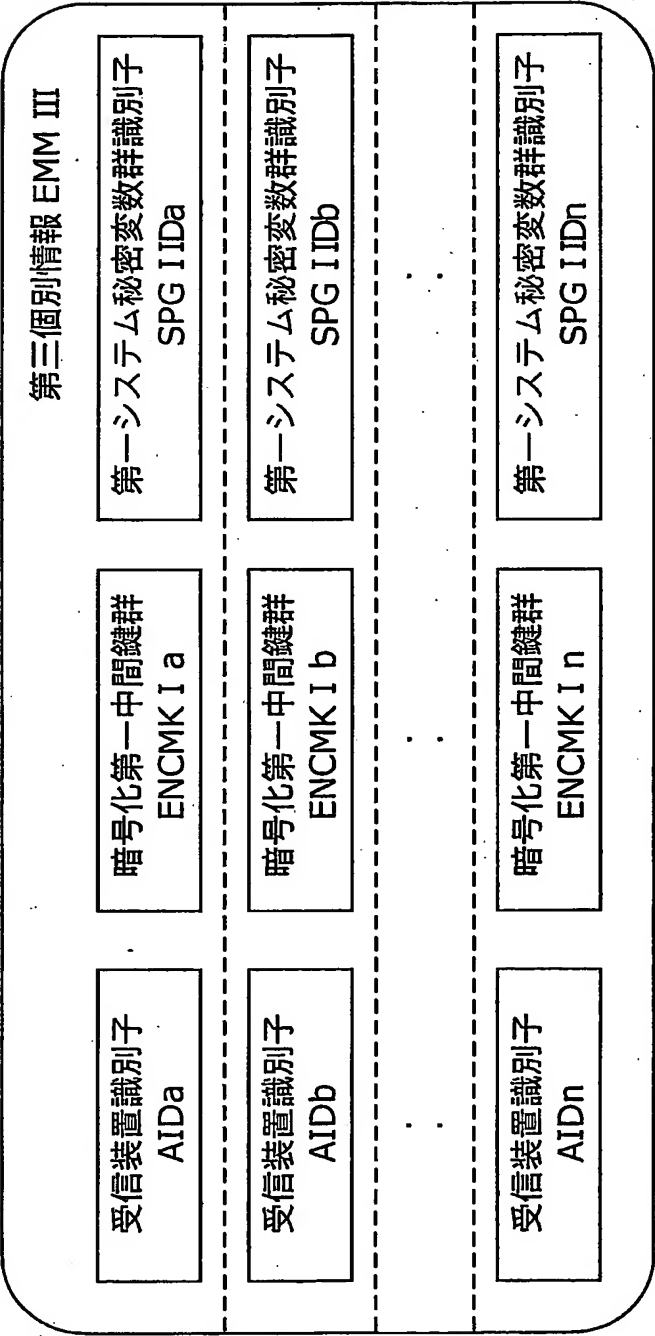 第三個別情報 EMM III
受信装置識別子
AIDa
暗号化第一中間鍵群
ENCMK I a
第一システム秘密変数群識別子
SPG I IDa
受信装置識別子
AIDb
暗号化第一中間鍵群
ENCMK I b
第一システム秘密変数群識別子
SPG I IDb
受信装置識別子
AIDn
暗号化第一中間鍵群
ENCMK I n
第一システム秘密変数群識別子
SPG I IDn